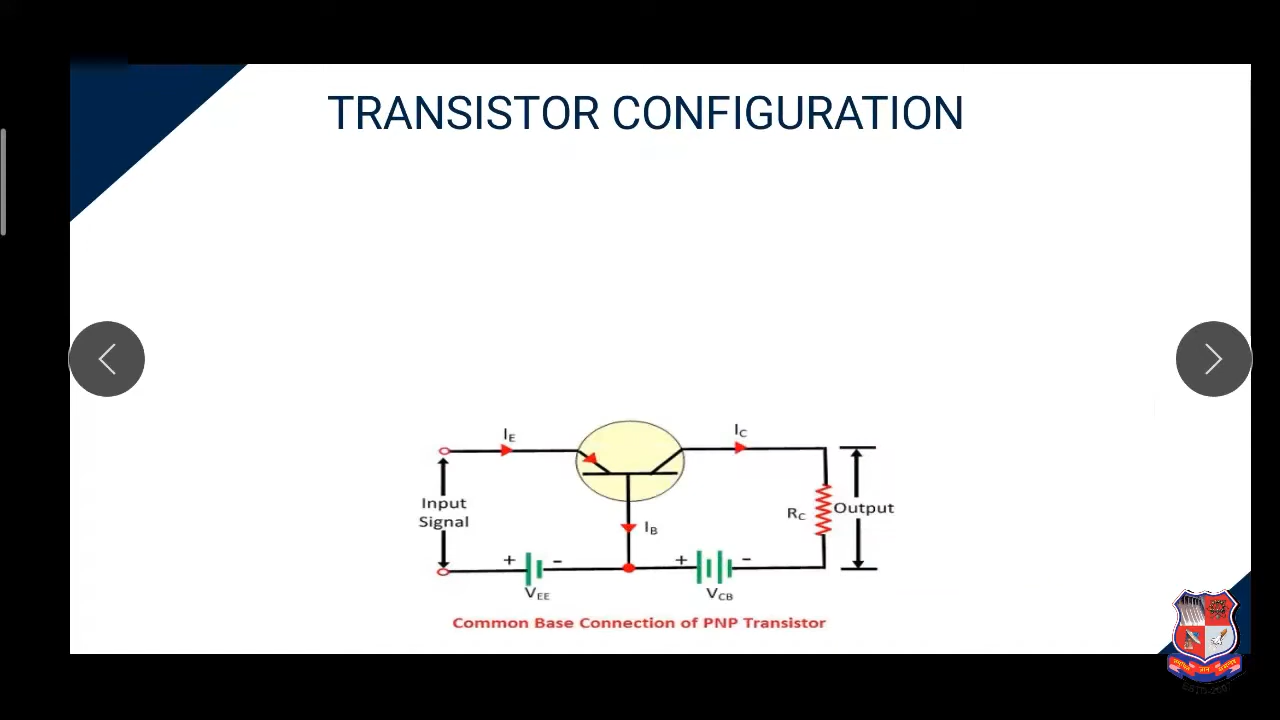 TRANSISTOR CONFIGURATION
IE
IC
Input
Signal
RC
Output
IB
+
-
+
-
VEE
VCB
Common Base Connection of PNP Transistor